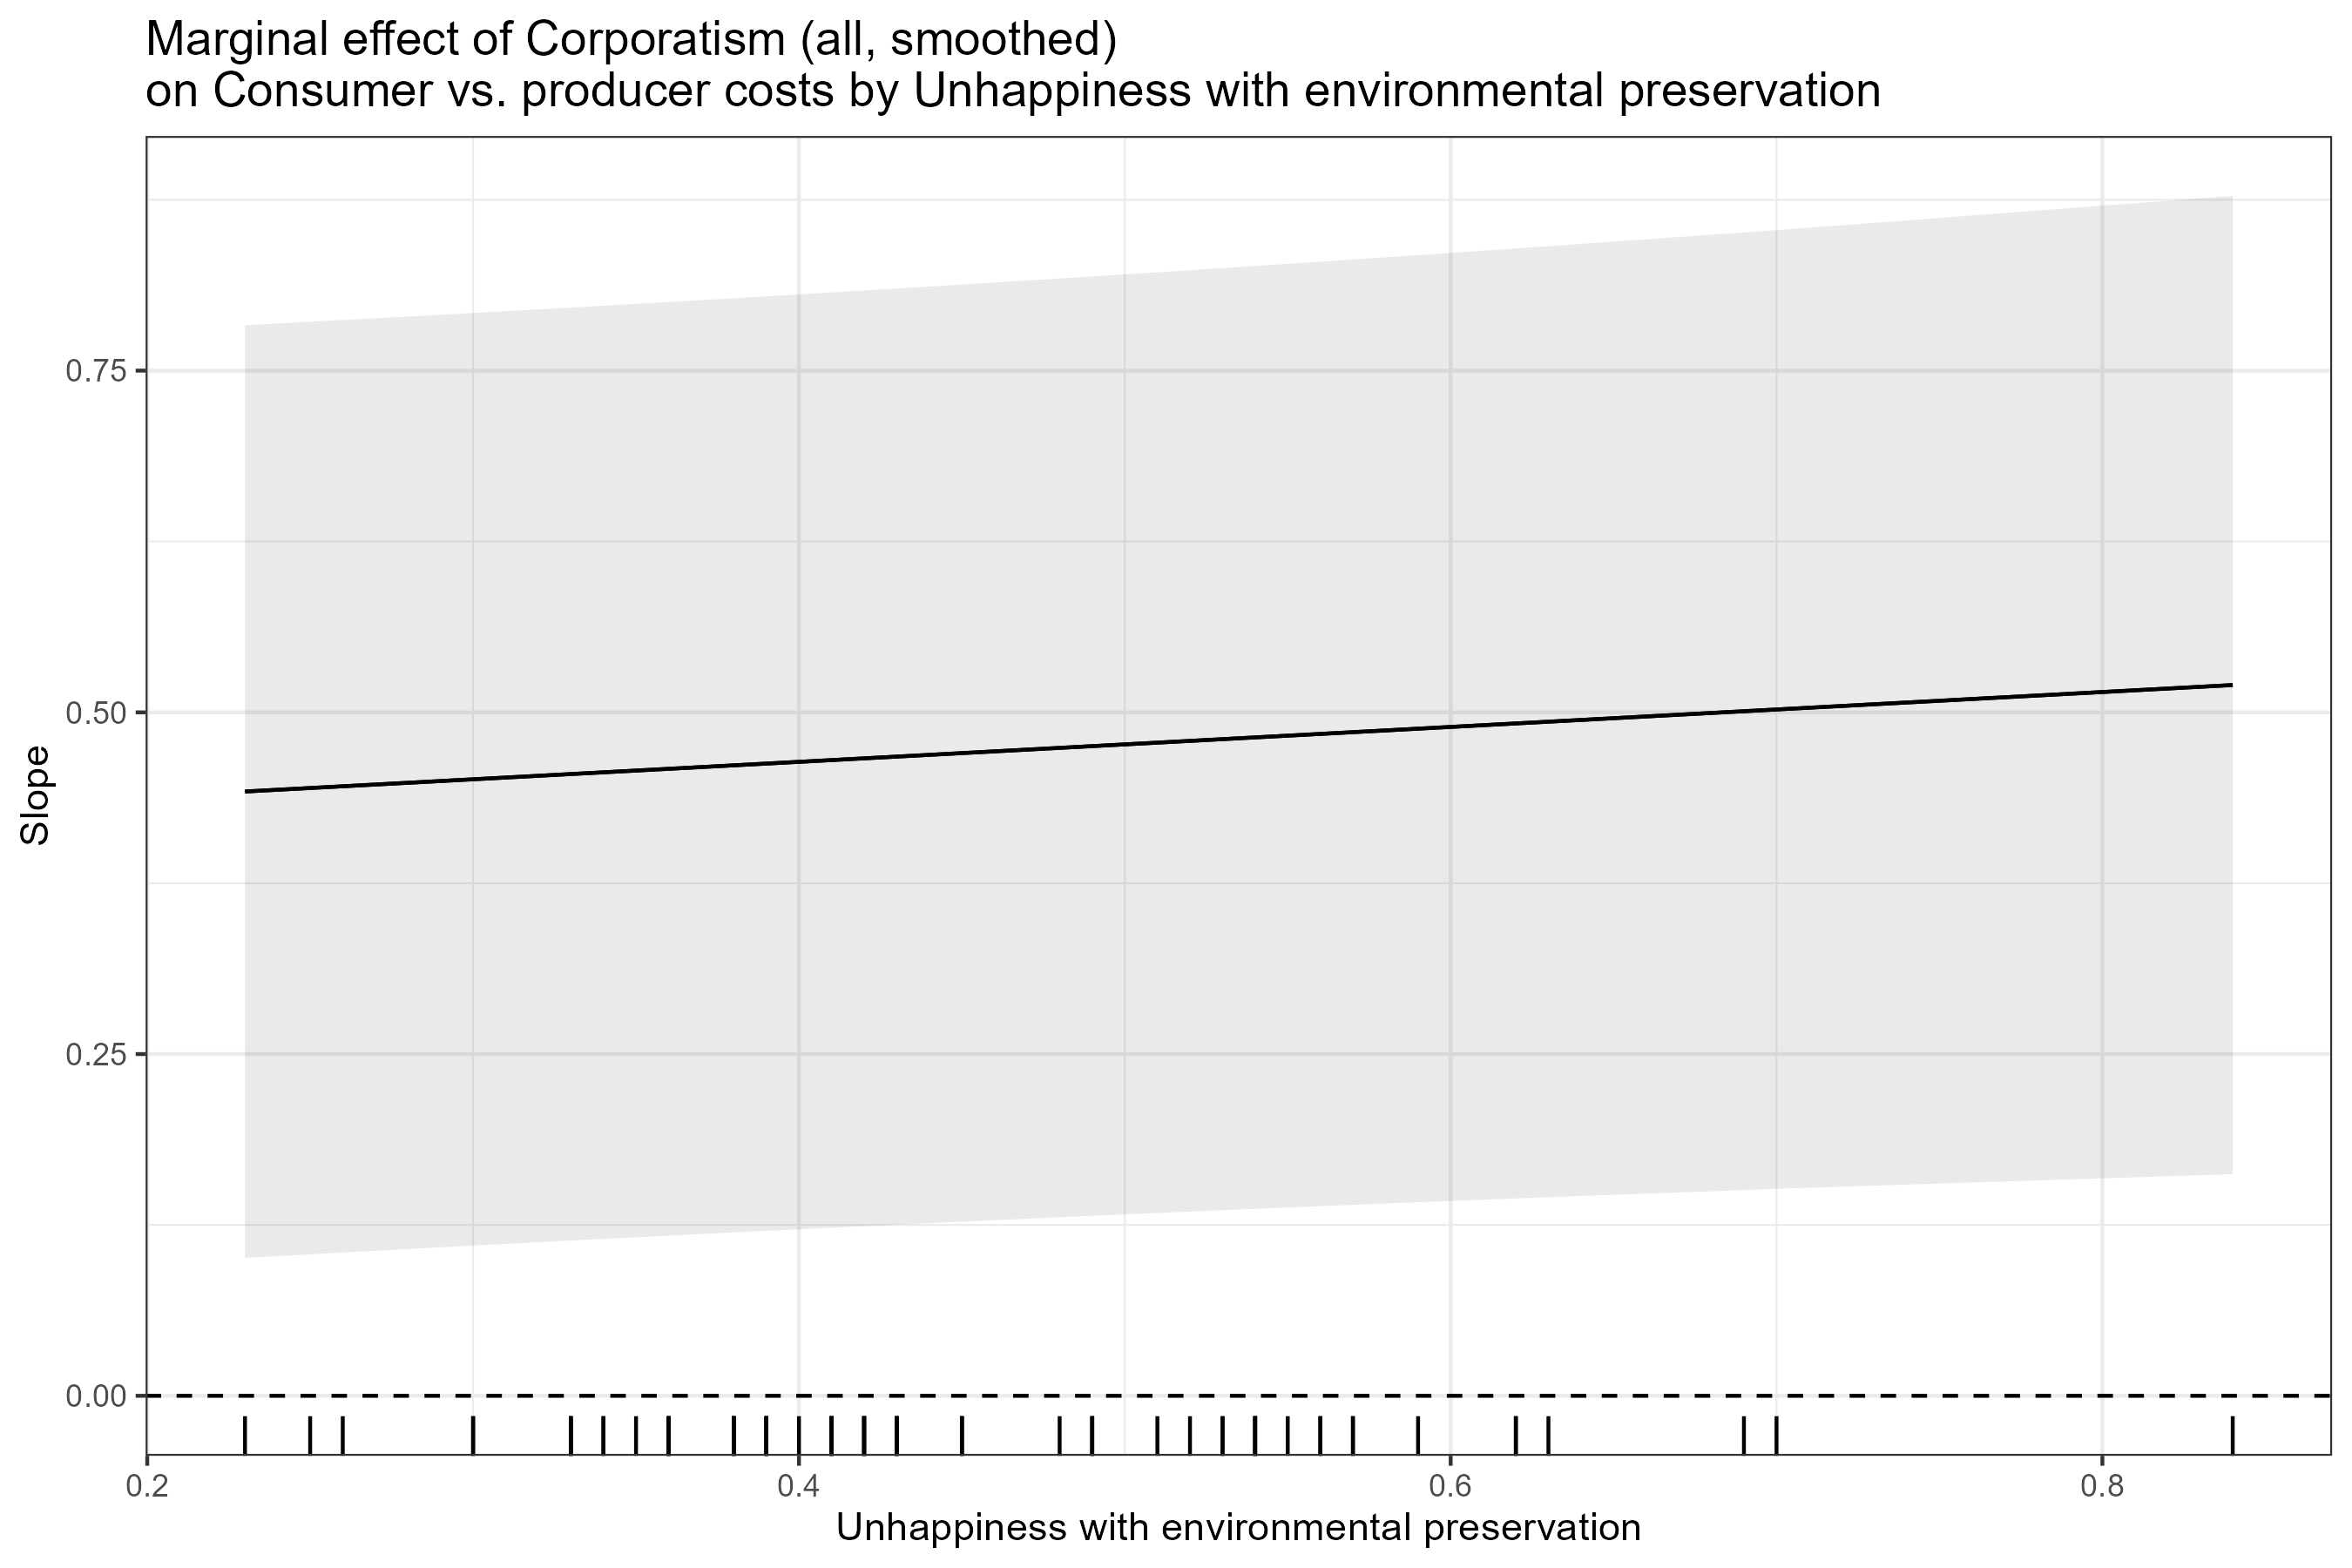 Marginal effect of Corporatism (all, smoothed)
on Consumer vs. producer costs by Unhappiness with environmental preservation
Slope
0.75
0.50
0.25
0.00
0.2
0.4
0.6
0.8
Unhappiness with environmental preservation